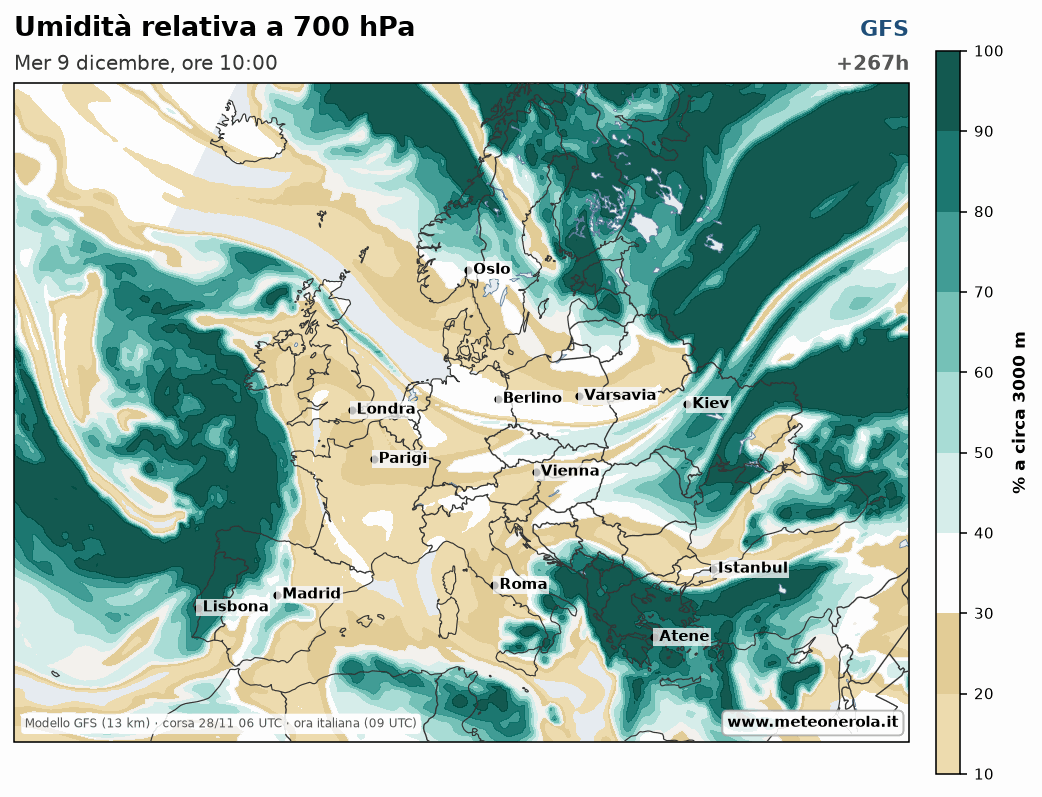 Umidità relativa a 700 hPa
GFS
Mer 9 dicembre, ore 10:00
+267h
100
90
80
70
60
50
40
30
20
10
% a circa 3000 m
Oslo
Londra
Berlino
Varsavia
Kiev
Parigi
Vienna
Istanbul
Roma
Madrid
Lisbona
Atene
Modello GFS (13 km) · corsa 28/11 06 UTC · ora italiana (09 UTC)
www.meteonerola.it